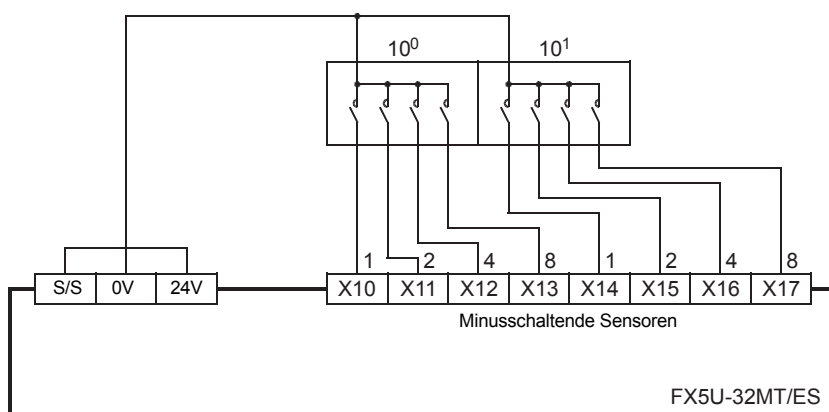 10⁰ 10¹
1 2 4 8 1 2 4 8
S/S 0V 24V X10 X11 X12 X13 X14 X15 X16 X17
Minusschaltende Sensoren
FX5U-32MT/ES